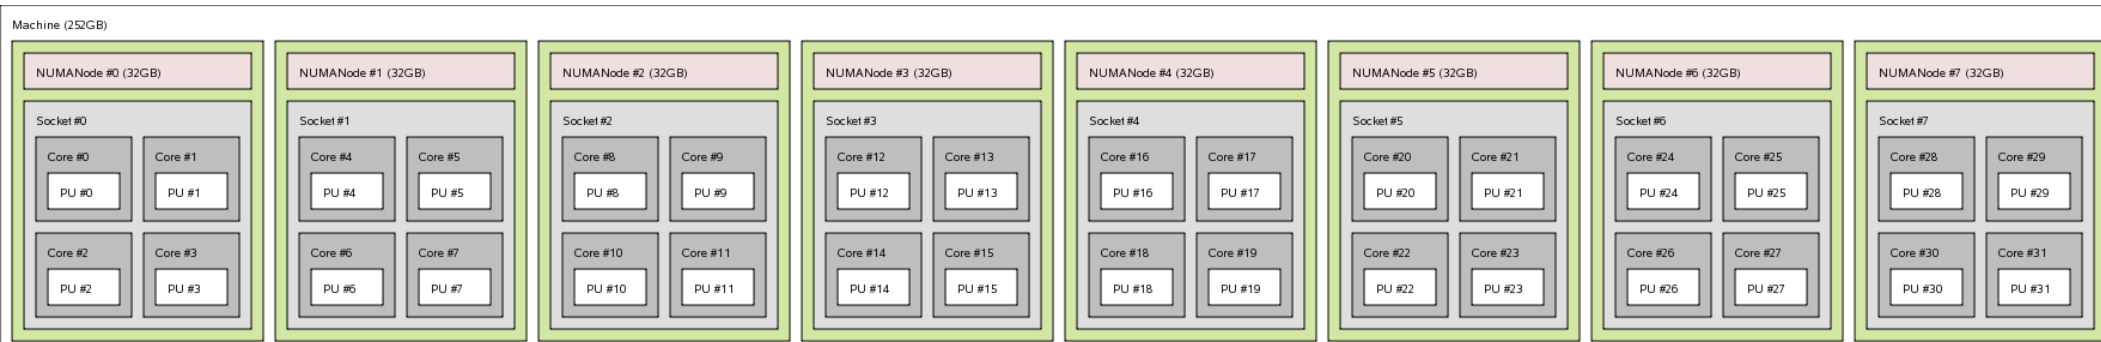 Machine (252GB)
NUMANode #0 (32GB)
NUMANode #1 (32GB)
NUMANode #2 (32GB)
NUMANode #3 (32GB)
NUMANode #4 (32GB)
NUMANode #5 (32GB)
NUMANode #6 (32GB)
NUMANode #7 (32GB)
Socket #0
Socket #1
Socket #2
Socket #3
Socket #4
Socket #5
Socket #6
Socket #7
Core #0
Core #1
Core #4
Core #5
Core #8
Core #9
Core #12
Core #13
Core #16
Core #17
Core #20
Core #21
Core #24
Core #25
Core #28
Core #29
PU #0
PU #1
PU #4
PU #5
PU #8
PU #9
PU #12
PU #13
PU #16
PU #17
PU #20
PU #21
PU #24
PU #25
PU #28
PU #29
Core #2
Core #3
Core #6
Core #7
Core #10
Core #11
Core #14
Core #15
Core #18
Core #19
Core #22
Core #23
Core #26
Core #27
Core #30
Core #31
PU #2
PU #3
PU #6
PU #7
PU #10
PU #11
PU #14
PU #15
PU #18
PU #19
PU #22
PU #23
PU #26
PU #27
PU #30
PU #31